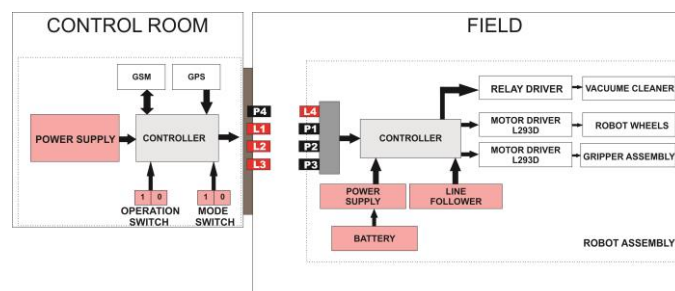 CONTROL ROOM
FIELD
GSM
GPS
POWER SUPPLY
CONTROLLER
1 0
1 0
OPERATION
SWITCH
MODE
SWITCH
P4
L1
L2
L3
L4
P1
P2
P3
CONTROLLER
RELAY DRIVER
VACUUME CLEANER
MOTOR DRIVER
L293D
ROBOT WHEELS
MOTOR DRIVER
L293D
GRIPPER ASSEMBLY
POWER
SUPPLY
LINE
FOLLOWER
BATTERY
ROBOT ASSEMBLY